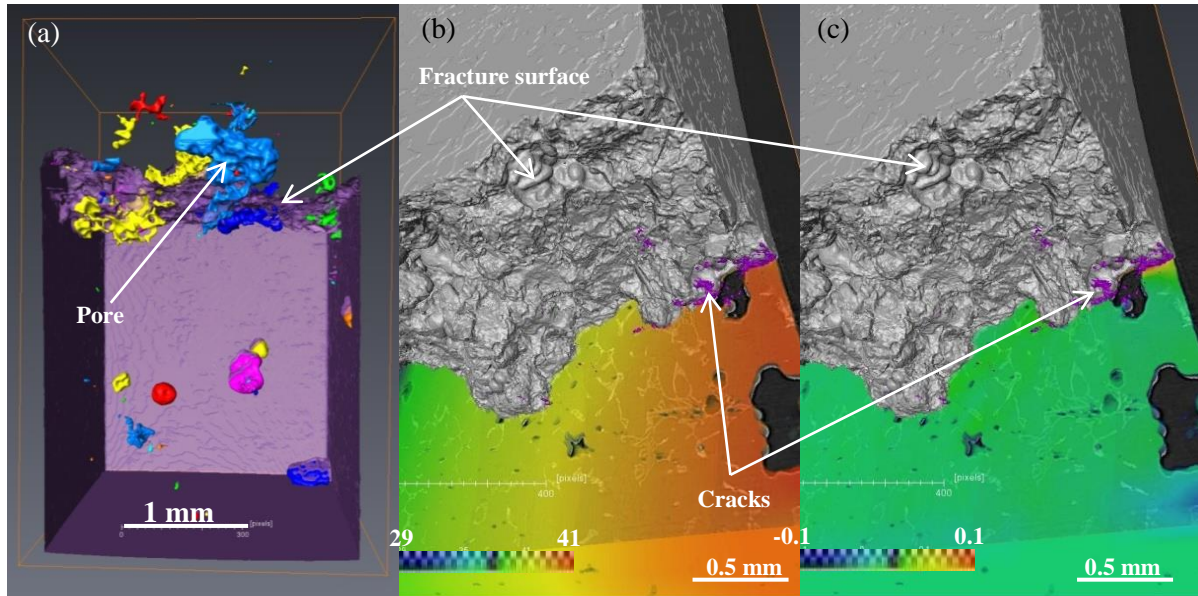 (a)
(b)
(c)
Fracture surface
Pore
Cracks
[pixels]
400
[pixels]
400
1 mm
[pixels]
0
300
29
41
-0.1
0.1
0.5 mm
0.5 mm